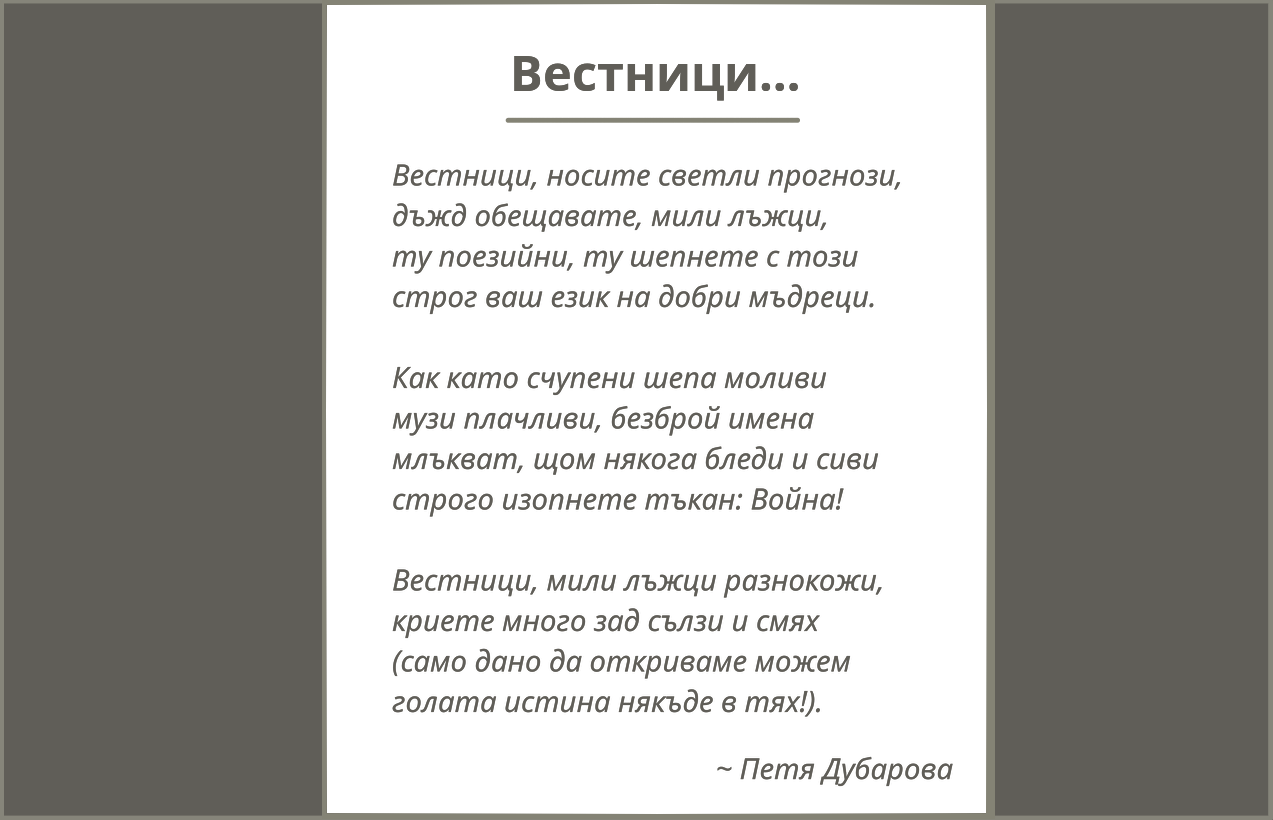 Вестници...
Вестници, носите светли прогнози,
дъжд обещавате, мили лъжци,
ту поезийни, ту шепнете с този
строг ваш език на добри мъдреци.
Как като счупени шепа моливи
музи плачливи, безброй имена
млъкват, щом някога бледи и сиви
строго изопнете тъкан: Война!
Вестници, мили лъжци разнокожи,
криете много зад сълзи и смях
(само дано да откриваме можем
голата истина някъде в тях!).
~ Петя Дубарова